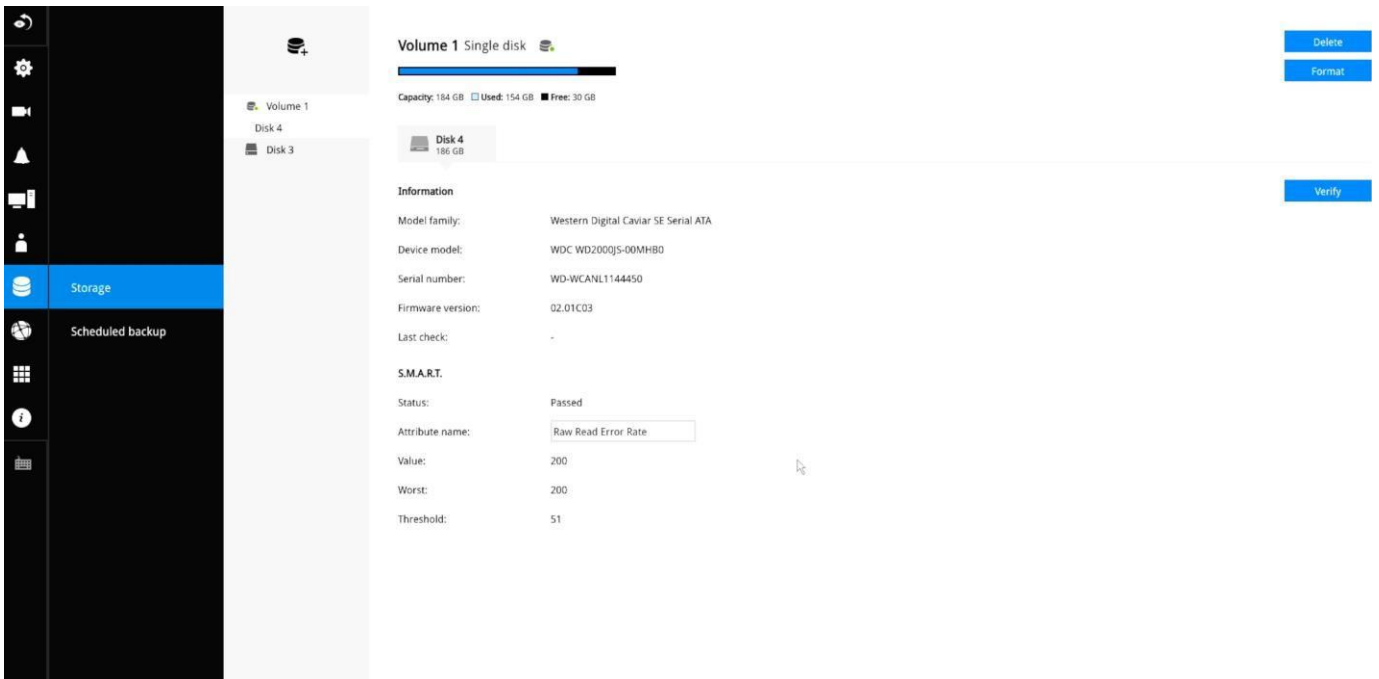 Storage
Scheduled backup
Volume 1
Disk 4
Disk 3
Volume 1 Single disk
Delete
Format
Capacity: 184 GB Used: 154 GB Free: 30 GB
Disk 4
186 GB
Information
Verify
Model family: Western Digital Caviar SE Serial ATA
Device model: WDC WD2000JS-00MHB0
Serial number: WD-WCANL1144450
Firmware version: 02.01C03
Last check: -
S.M.A.R.T.
Status: Passed
Attribute name: Raw Read Error Rate
Value: 200
Worst: 200
Threshold: 51